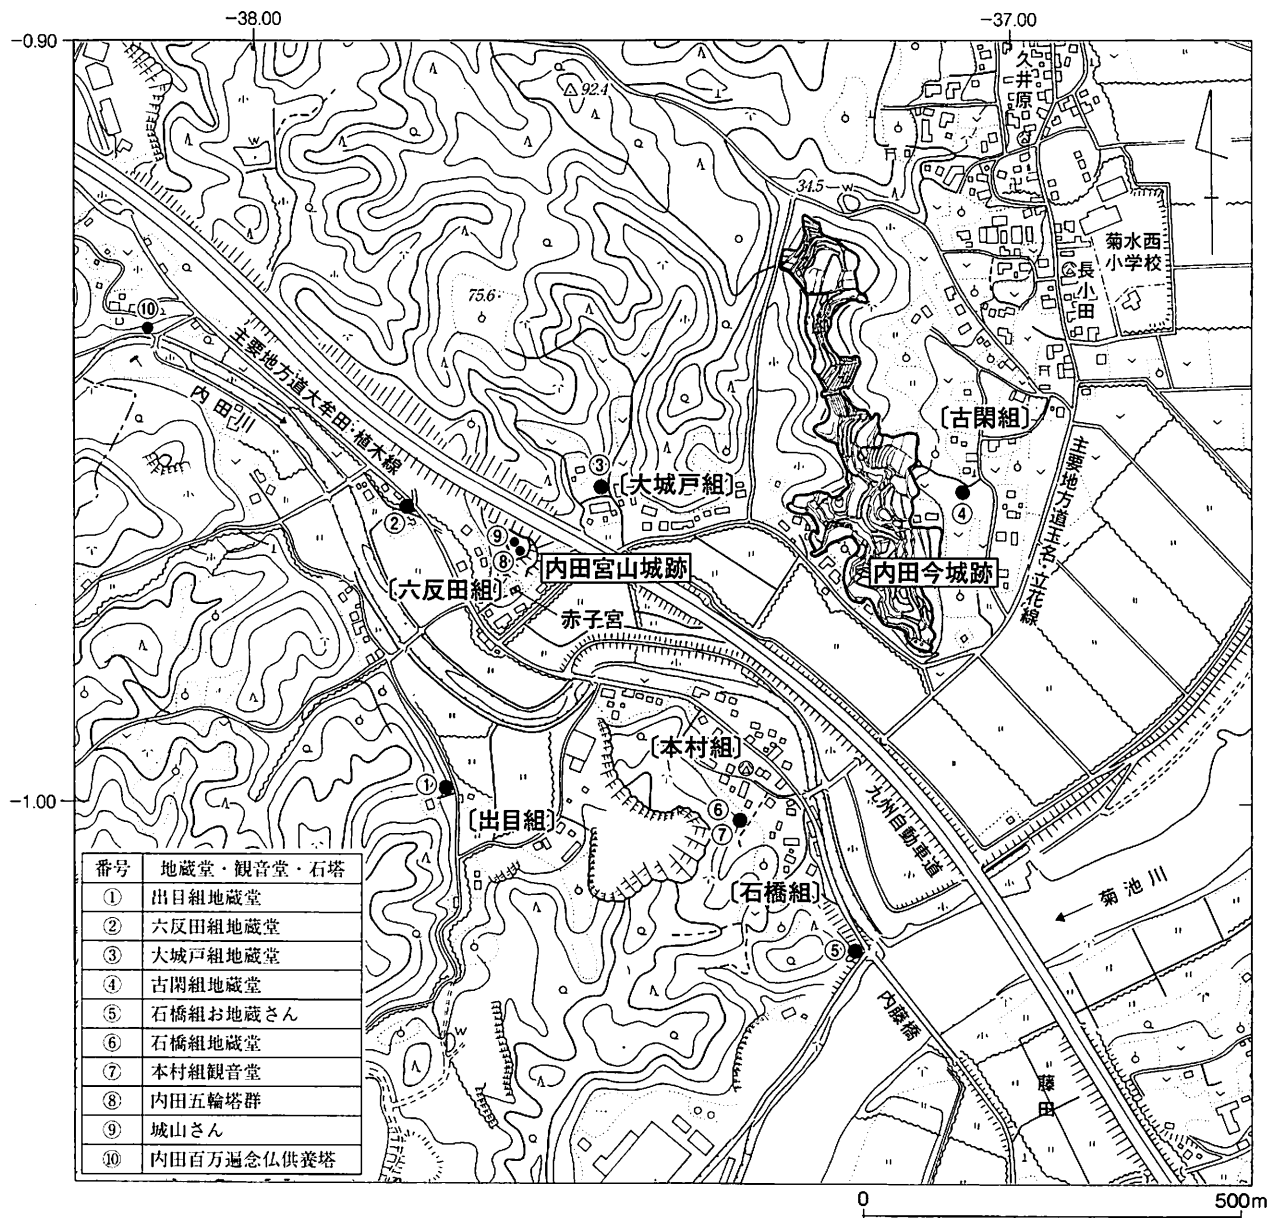 -38.00
-37.00
-0.90
92.4
久井原
34.5
菊水西
小学校
長小田
75.6
⑩
主要地方道大牟田・植木線
内田川
〔古閑組〕
主要地方道玉名・立花線
③
〔大城戸組〕
④
②
⑨
⑧
内田宮山城跡
内田今城跡
〔六反田組〕
赤子宮
〔本村組〕
-1.00
①
〔出目組〕
⑥
⑦
九州自動車道
〔石橋組〕
菊池川
⑤
内藤橋
藤田
番号 地蔵堂・観音堂・石塔
① 出目組地蔵堂
② 六反田組地蔵堂
③ 大城戸組地蔵堂
④ 古閑組地蔵堂
⑤ 石橋組お地蔵さん
⑥ 石橋組地蔵堂
⑦ 本村組観音堂
⑧ 内田五輪塔群
⑨ 城山さん
⑩ 内田百万遍念仏供養塔
0 500m